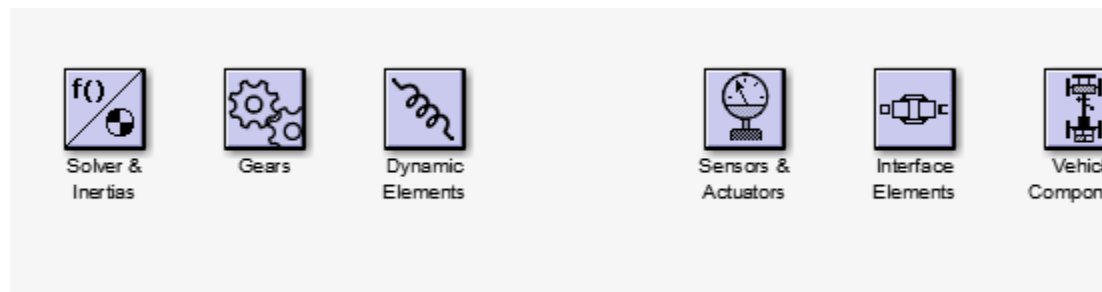 f()
Solver &
Inertias
Gears
Dynamic
Elements
Sensors &
Actuators
Interface
Elements